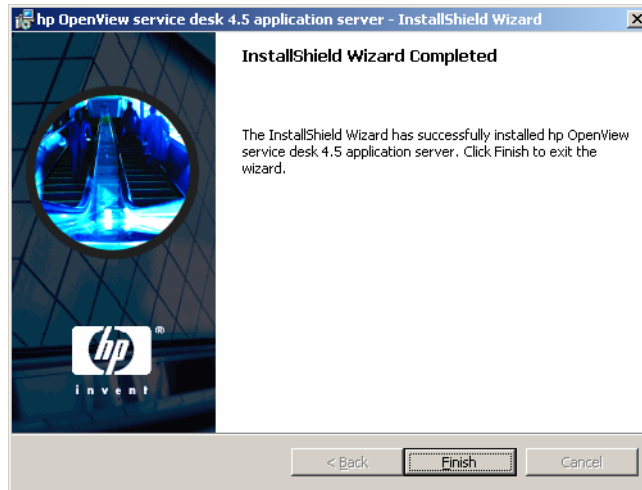 hp OpenView service desk 4.5 application server - InstallShield Wizard
InstallShield Wizard Completed
The InstallShield Wizard has successfully installed hp OpenView
service desk 4.5 application server. Click Finish to exit the
wizard.
hp
®
invent
< Back
Finish
Cancel